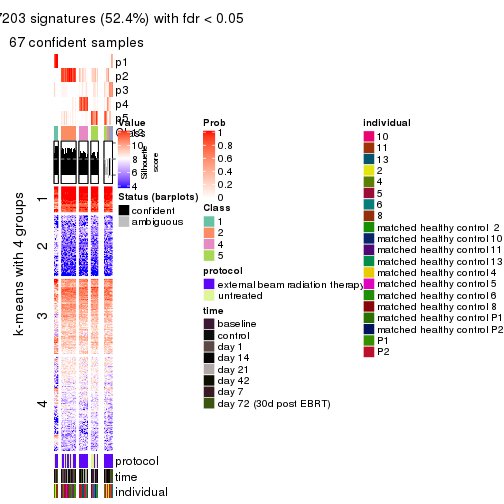 7203 signatures (52.4%) with fdr < 0.05
67 confident samples
p1
p2
p3
p4
p5
Class
k-means with 4 groups
1
2
3
4
protocol
time
individual
Value
10
8
6
4
Silhouette
score
Status (barplots)
confident
ambiguous
Prob
1
0.8
0.6
0.4
0.2
0
Class
1
2
4
5
protocol
external beam radiation therapy
untreated
time
baseline
control
day 1
day 14
day 21
day 42
day 7
day 72 (30d post EBRT)
individual
10
11
13
2
4
5
6
8
matched healthy control 2
matched healthy control 10
matched healthy control 11
matched healthy control 13
matched healthy control 4
matched healthy control 5
matched healthy control 6
matched healthy control 8
matched healthy control P1
matched healthy control P2
P1
P2